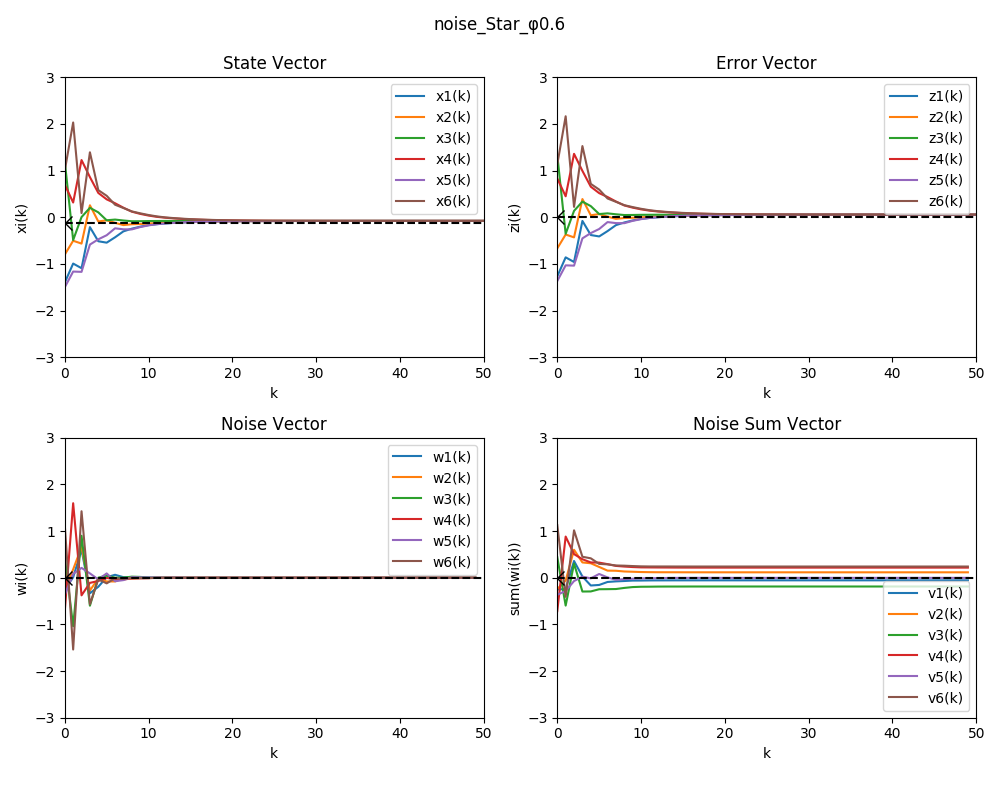 noise_Star_φ0.6
State Vector
3
2
1
0
−1
−2
−3
xi(k)
0 10 20 30 40 50
k
x1(k)
x2(k)
x3(k)
x4(k)
x5(k)
x6(k)
Error Vector
3
2
1
0
−1
−2
−3
zi(k)
0 10 20 30 40 50
k
z1(k)
z2(k)
z3(k)
z4(k)
z5(k)
z6(k)
Noise Vector
3
2
1
0
−1
−2
−3
wi(k)
0 10 20 30 40 50
k
w1(k)
w2(k)
w3(k)
w4(k)
w5(k)
w6(k)
Noise Sum Vector
3
2
1
0
−1
−2
−3
sum(wi(k))
0 10 20 30 40 50
k
v1(k)
v2(k)
v3(k)
v4(k)
v5(k)
v6(k)